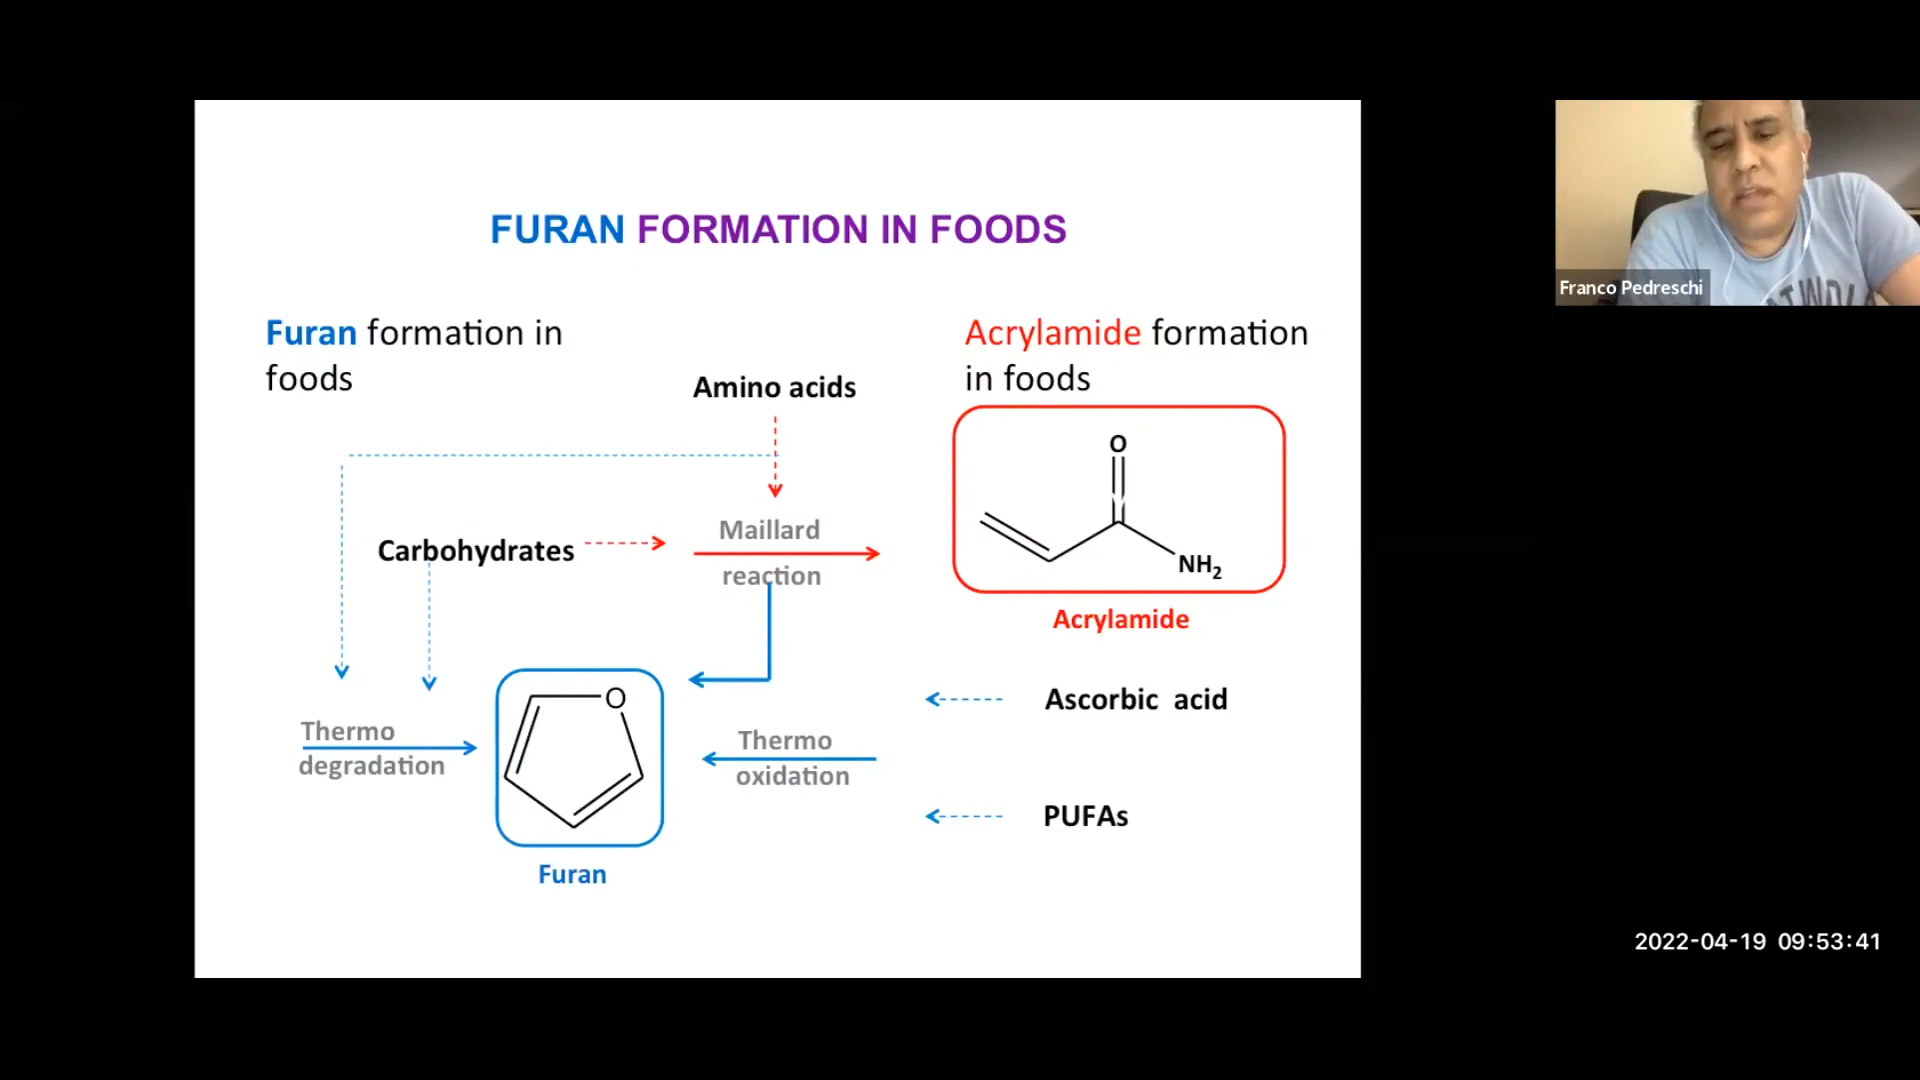 FURAN FORMATION IN FOODS
Furan formation in
foods
Acrylamide formation
in foods
Amino acids
O
NH2
Acrylamide
Carbohydrates
Maillard
reaction
Thermo
degradation
O
Furan
Thermo
oxidation
Ascorbic acid
PUFAs
Franco Pedreschi
2022-04-19 09:53:41